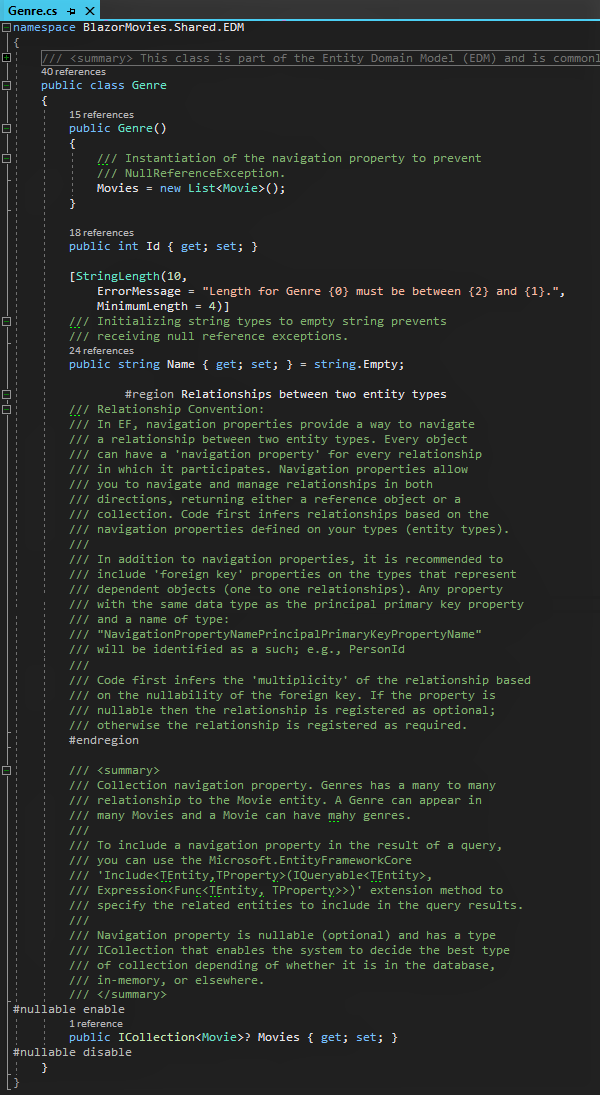 Genre.cs
namespace BlazorMovies.Shared.EDM
{
/// <summary> This class is part of the Entity Domain Model (EDM) and is commonl
40 references
public class Genre
{
15 references
public Genre()
{
/// Instantiation of the navigation property to prevent
/// NullReferenceException.
Movies = new List<Movie>();
}
18 references
public int Id { get; set; }
[StringLength(10,
ErrorMessage = "Length for Genre {0} must be between {2} and {1}.",
MinimumLength = 4)]
/// Initializing string types to empty string prevents
/// receiving null reference exceptions.
24 references
public string Name { get; set; } = string.Empty;
#region Relationships between two entity types
/// Relationship Convention:
/// In EF, navigation properties provide a way to navigate
/// a relationship between two entity types. Every object
/// can have a 'navigation property' for every relationship
/// in which it participates. Navigation properties allow
/// you to navigate and manage relationships in both
/// directions, returning either a reference object or a
/// collection. Code first infers relationships based on the
/// navigation properties defined on your types (entity types).
///
/// In addition to navigation properties, it is recommended to
/// include 'foreign key' properties on the types that represent
/// dependent objects (one to one relationships). Any property
/// with the same data type as the principal primary key property
/// and a name of type:
/// "NavigationPropertyNamePrincipalPrimaryKeyPropertyName"
/// will be identified as a such; e.g., PersonId
///
/// Code first infers the 'multiplicity' of the relationship based
/// on the nullability of the foreign key. If the property is
/// nullable then the relationship is registered as optional;
/// otherwise the relationship is registered as required.
#endregion
/// <summary>
/// Collection navigation property. Genres has a many to many
/// relationship to the Movie entity. A Genre can appear in
/// many Movies and a Movie can have mahy genres.
///
/// To include a navigation property in the result of a query,
/// you can use the Microsoft.EntityFrameworkCore
/// 'Include<TEntity,TProperty>(IQueryable<TEntity>,
/// Expression<Func<TEntity, TProperty>>)' extension method to
/// specify the related entities to include in the query results.
///
/// Navigation property is nullable (optional) and has a type
/// ICollection that enables the system to decide the best type
/// of collection depending of whether it is in the database,
/// in-memory, or elsewhere.
/// </summary>
#nullable enable
1 reference
public ICollection<Movie>? Movies { get; set; }
#nullable disable
}
}